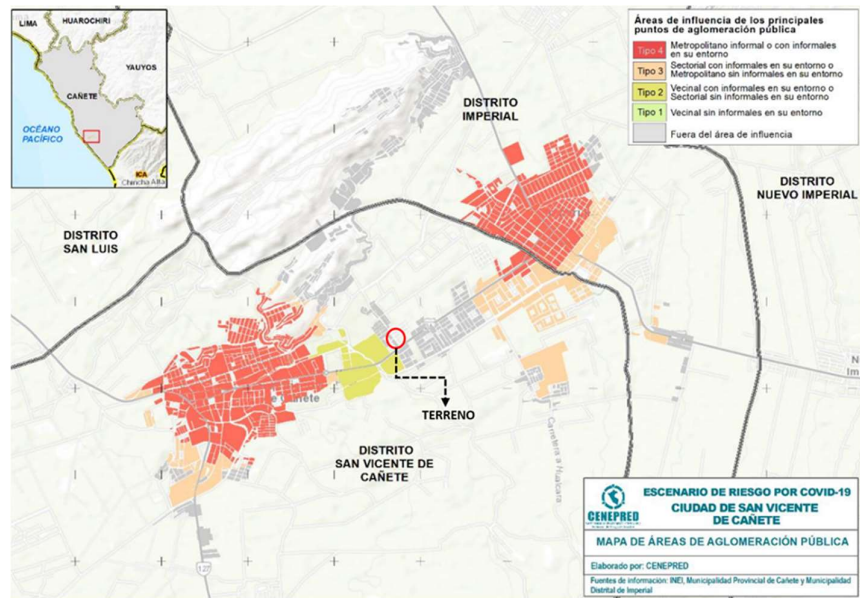 LIMA
HUAROCHIRI
YAUYOS
CAÑETE
OCÉANO
PACÍFICO
ICA
Chincha Alta
Áreas de influencia de los principales
puntos de aglomeración pública
Tipo 4 Metropolitano informal o con informales
en su entorno
Tipo 3 Sectorial con informales en su entorno o
Metropolitano sin informales en su entorno
Tipo 2 Vecinal con informales en su entorno o
Sectorial sin informales en su entorno
Tipo 1 Vecinal sin informales en su entorno
Fuera del área de influencia
DISTRITO
IMPERIAL
DISTRITO
NUEVO IMPERIAL
DISTRITO
SAN LUIS
N
Im
e Cañete
TERRENO
Carretera a Hualcara
DISTRITO
SAN VICENTE DE
CAÑETE
CENEPRED
ESCENARIO DE RIESGO POR COVID-19
CIUDAD DE SAN VICENTE
DE CAÑETE
MAPA DE ÁREAS DE AGLOMERACIÓN PÚBLICA
Elaborado por: CENEPRED
Fuentes de información: INEI, Municipalidad Provincial de Cañete y Municipalidad
Distrital de Imperial